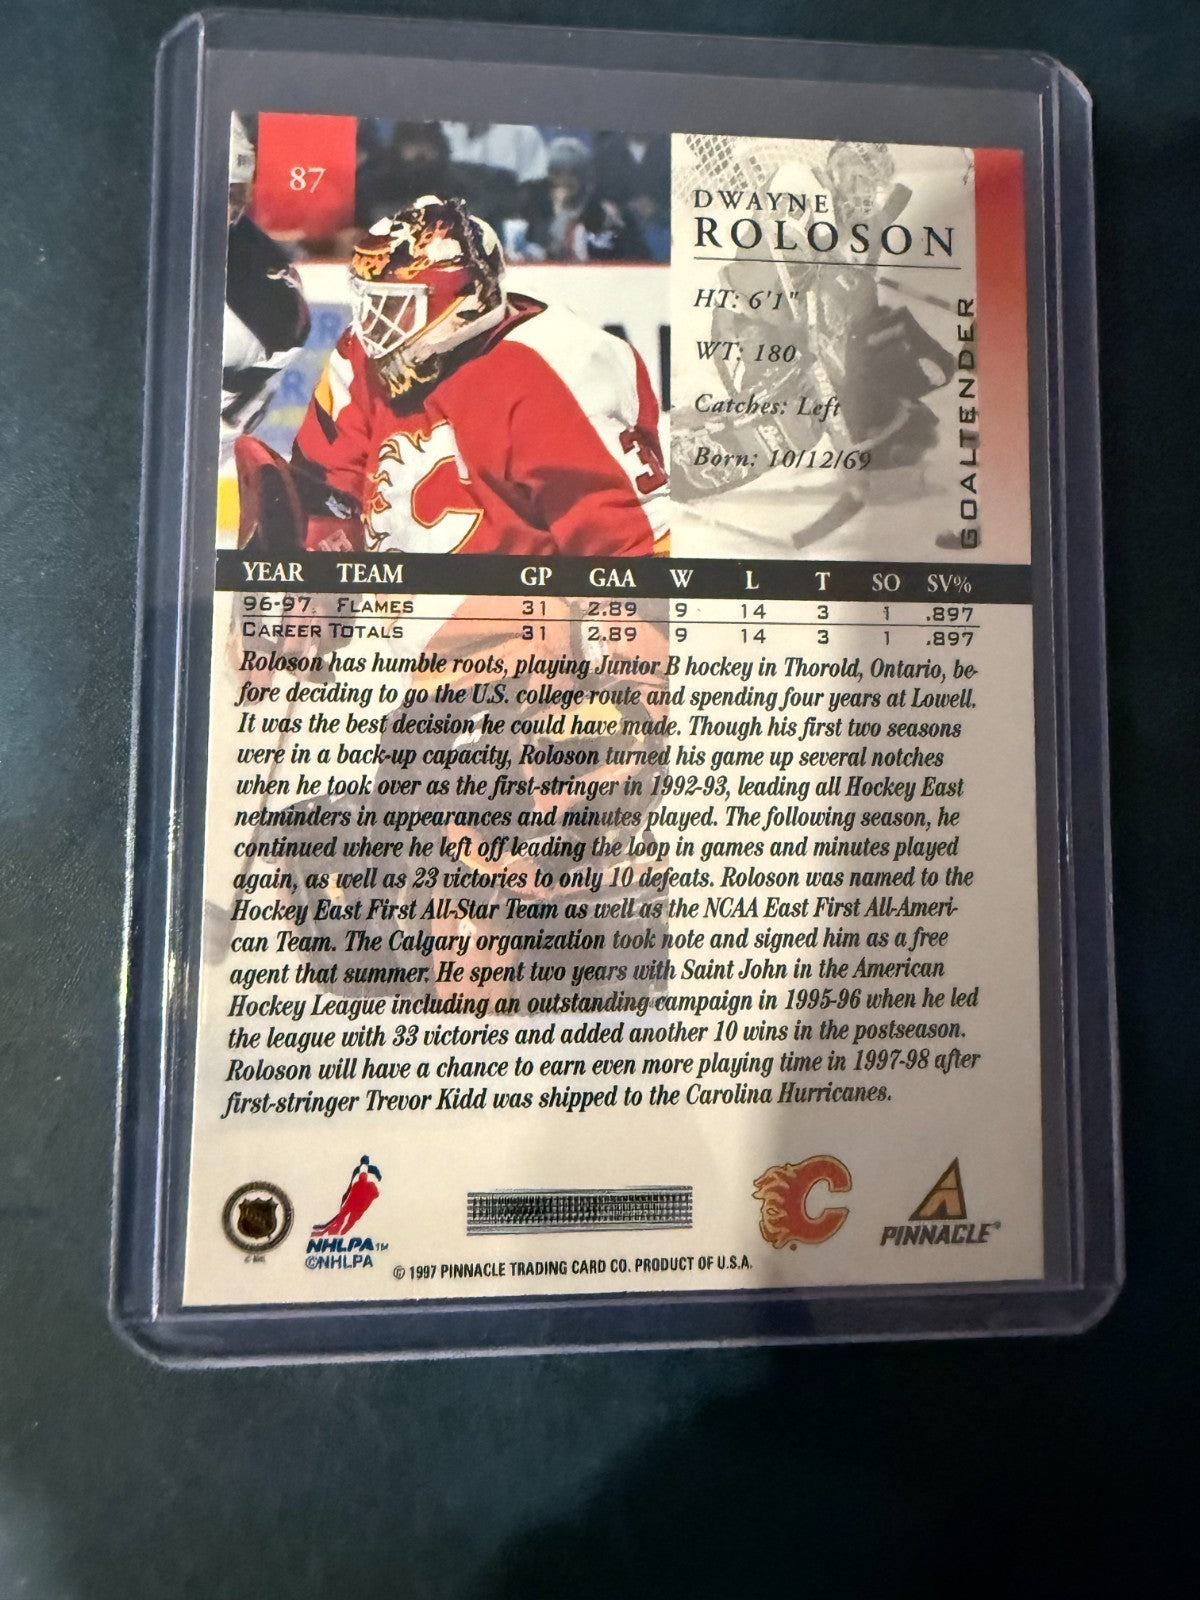 87
DWAYNE
ROLOSON
HT: 6'1"
WT: 180
Catches: Left
Born: 10/12/69
GOALTENDER
3
YEAR TEAM GP GAA W L T SO SV%
96-97 FLAMES 31 2.89 9 14 3 1 .897
CAREER TOTALS 31 2.89 9 14 3 1 .897
Roloson has humble roots, playing Junior B hockey in Thorold, Ontario, be-
fore deciding to go the U.S. college route and spending four years at Lowell.
It was the best decision he could have made. Though his first two seasons
were in a back-up capacity, Roloson turned his game up several notches
when he took over as the first-stringer in 1992-93, leading all Hockey East
netminders in appearances and minutes played. The following season, he
continued where he left off leading the loop in games and minutes played
again, as well as 23 victories to only 10 defeats. Roloson was named to the
Hockey East First All-Star Team as well as the NCAA East First All-Ameri-
can Team. The Calgary organization took note and signed him as a free
agent that summer. He spent two years with Saint John in the American
Hockey League including an outstanding campaign in 1995-96 when he led
the league with 33 victories and added another 10 wins in the postseason.
Roloson will have a chance to earn even more playing time in 1997-98 after
first-stringer Trevor Kidd was shipped to the Carolina Hurricanes.
NHLPA™
©NHLPA
© 1997 PINNACLE TRADING CARD CO. PRODUCT OF U.S.A.
C
PINNACLE®